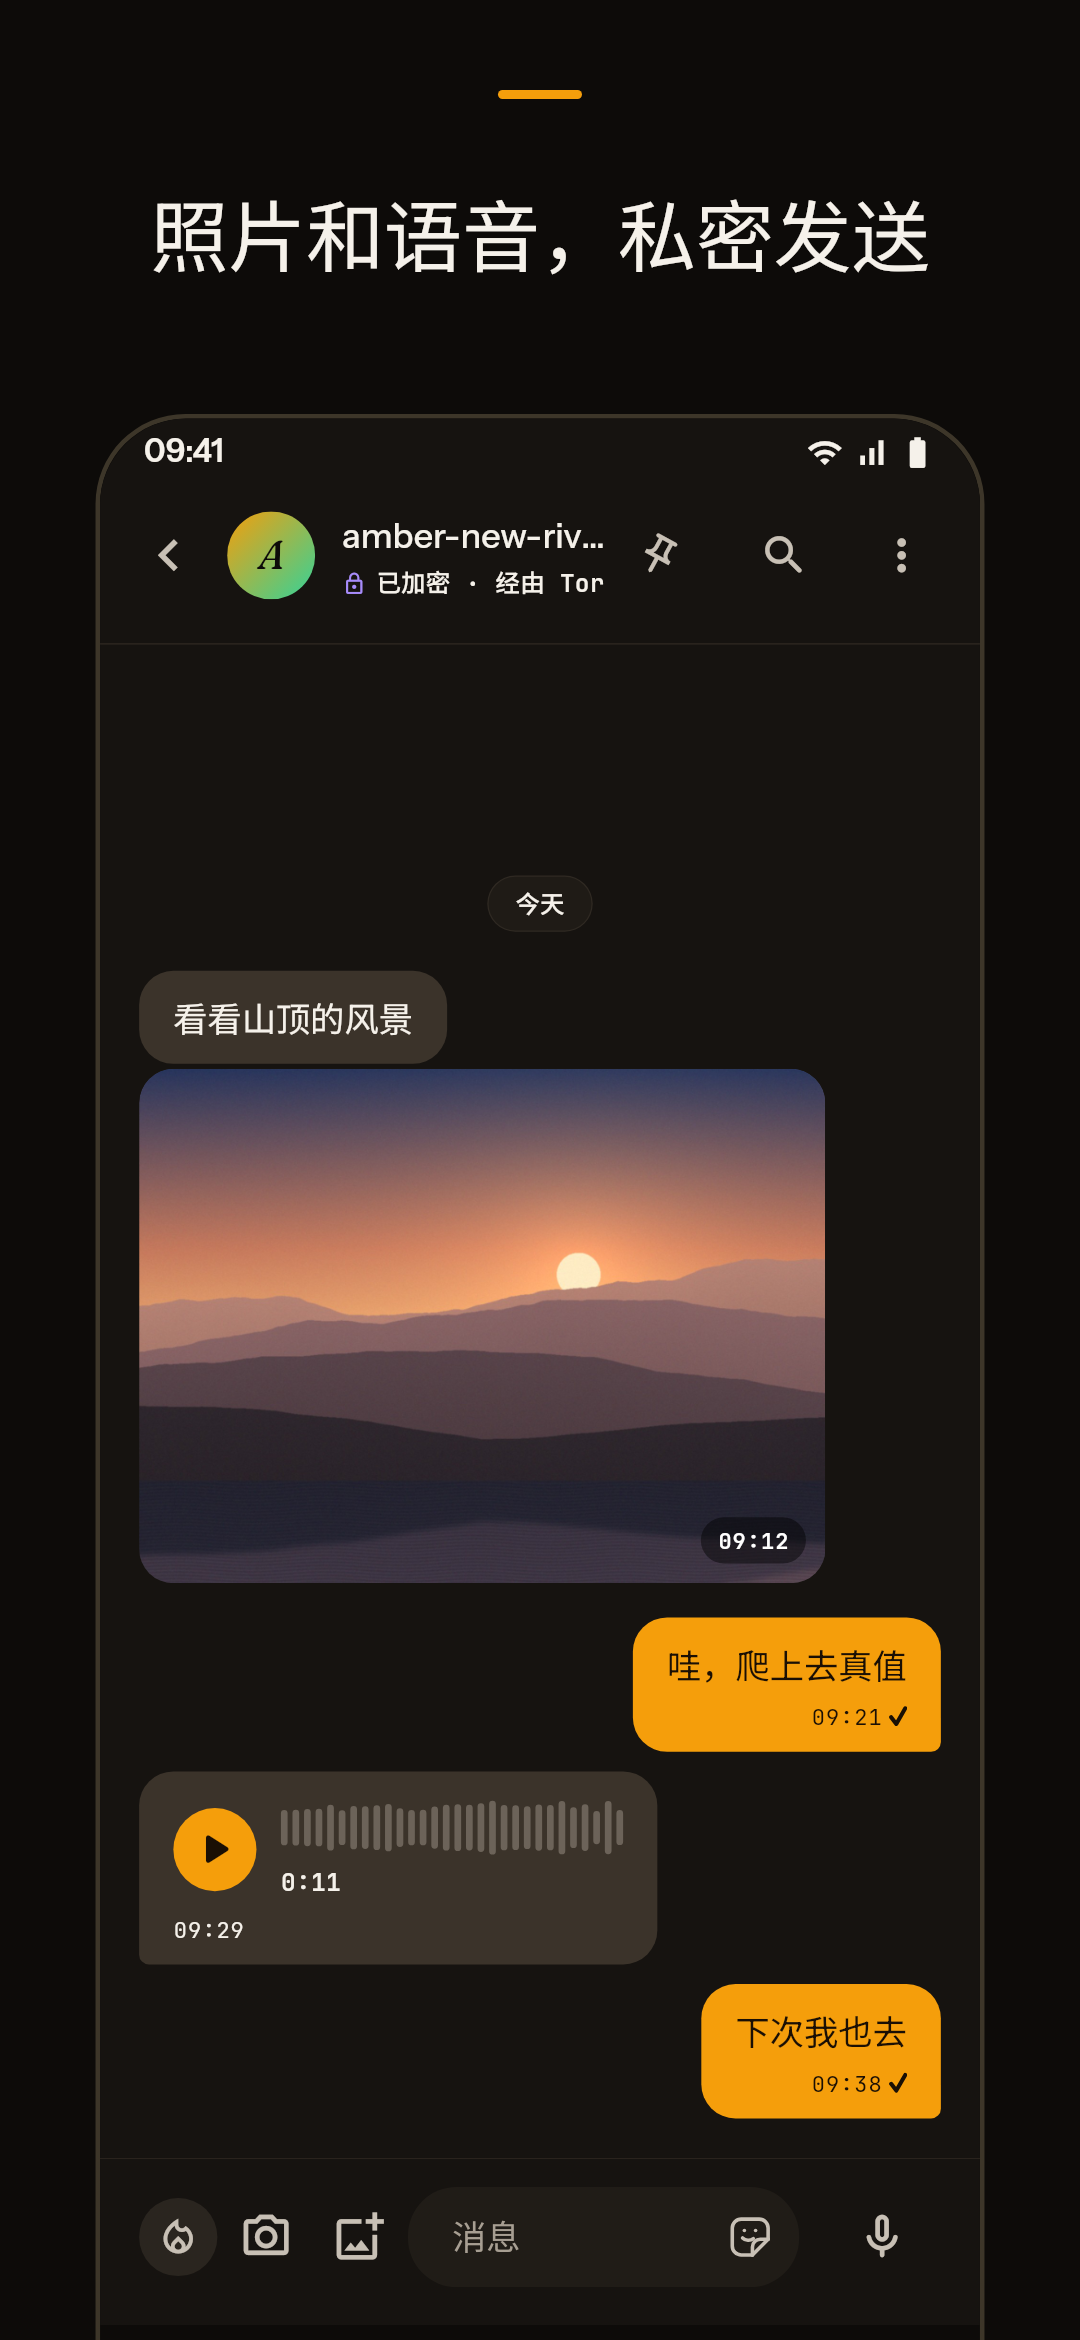 照片和语音，私密发送
09:41
A
amber-new-riv...
已加密 · 经由 Tor
今天
看看山顶的风景
09:12
哇，爬上去真值
09:21
0:11
09:29
下次我也去
09:38
消息